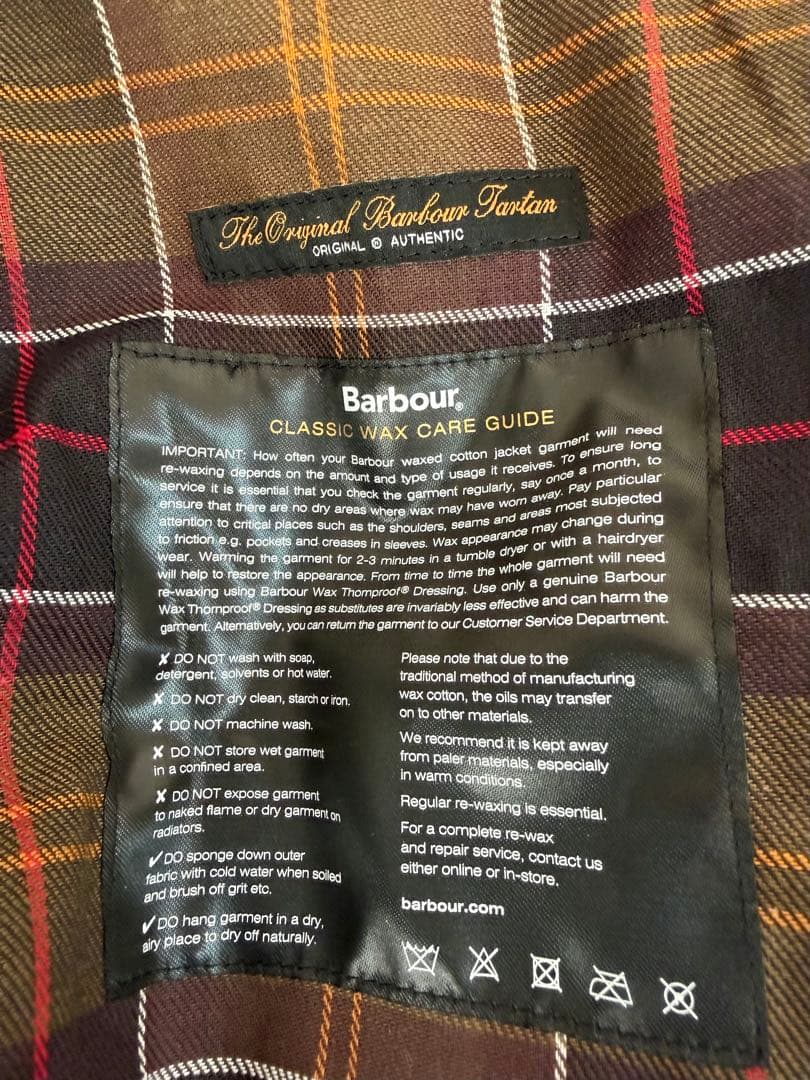 The Original Barbour Tartan
ORIGINAL ® AUTHENTIC
Barbour®
CLASSIC WAX CARE GUIDE
IMPORTANT: How often your Barbour waxed cotton jacket garment will need
re-waxing depends on the amount and type of usage it receives. To ensure long
service it is essential that you check the garment regularly, say once a month, to
ensure that there are no dry areas where wax may have worn away. Pay particular
attention to critical places such as the shoulders, seams and areas most subjected
to friction e.g. pockets and creases in sleeves. Wax appearance may change during
wear. Warming the garment for 2-3 minutes in a tumble dryer or with a hairdryer
will help to restore the appearance. From time to time the whole garment will need
re-waxing using Barbour Wax Thornproof® Dressing. Use only a genuine Barbour
Wax Thornproof® Dressing as substitutes are invariably less effective and can harm the
garment. Alternatively, you can return the garment to our Customer Service Department.
✘ DO NOT wash with soap,
detergent, solvents or hot water.
✘ DO NOT dry clean, starch or iron.
✘ DO NOT machine wash.
✘ DO NOT store wet garment
in a confined area.
✘ DO NOT expose garment
to naked flame or dry garment on
radiators.
✔ DO sponge down outer
fabric with cold water when soiled
and brush off grit etc.
✔ DO hang garment in a dry,
airy place to dry off naturally.
Please note that due to the
traditional method of manufacturing
wax cotton, the oils may transfer
on to other materials.
We recommend it is kept away
from paler materials, especially
in warm conditions.
Regular re-waxing is essential.
For a complete re-wax
and repair service, contact us
either online or in-store.
barbour.com